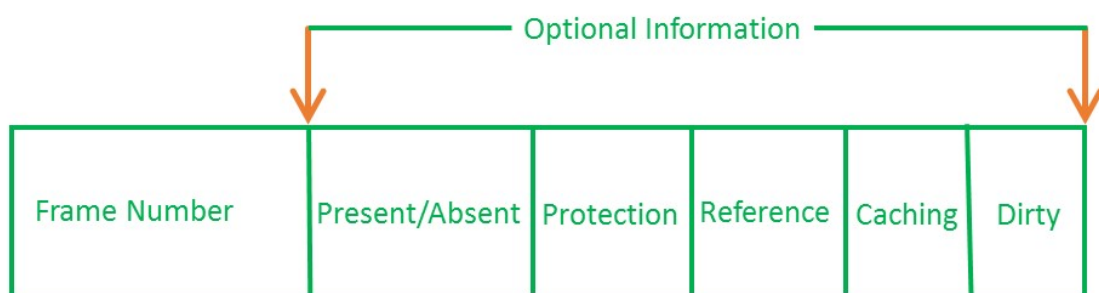 Optional Information
Frame Number
Present/Absent
Protection
Reference
Caching
Dirty